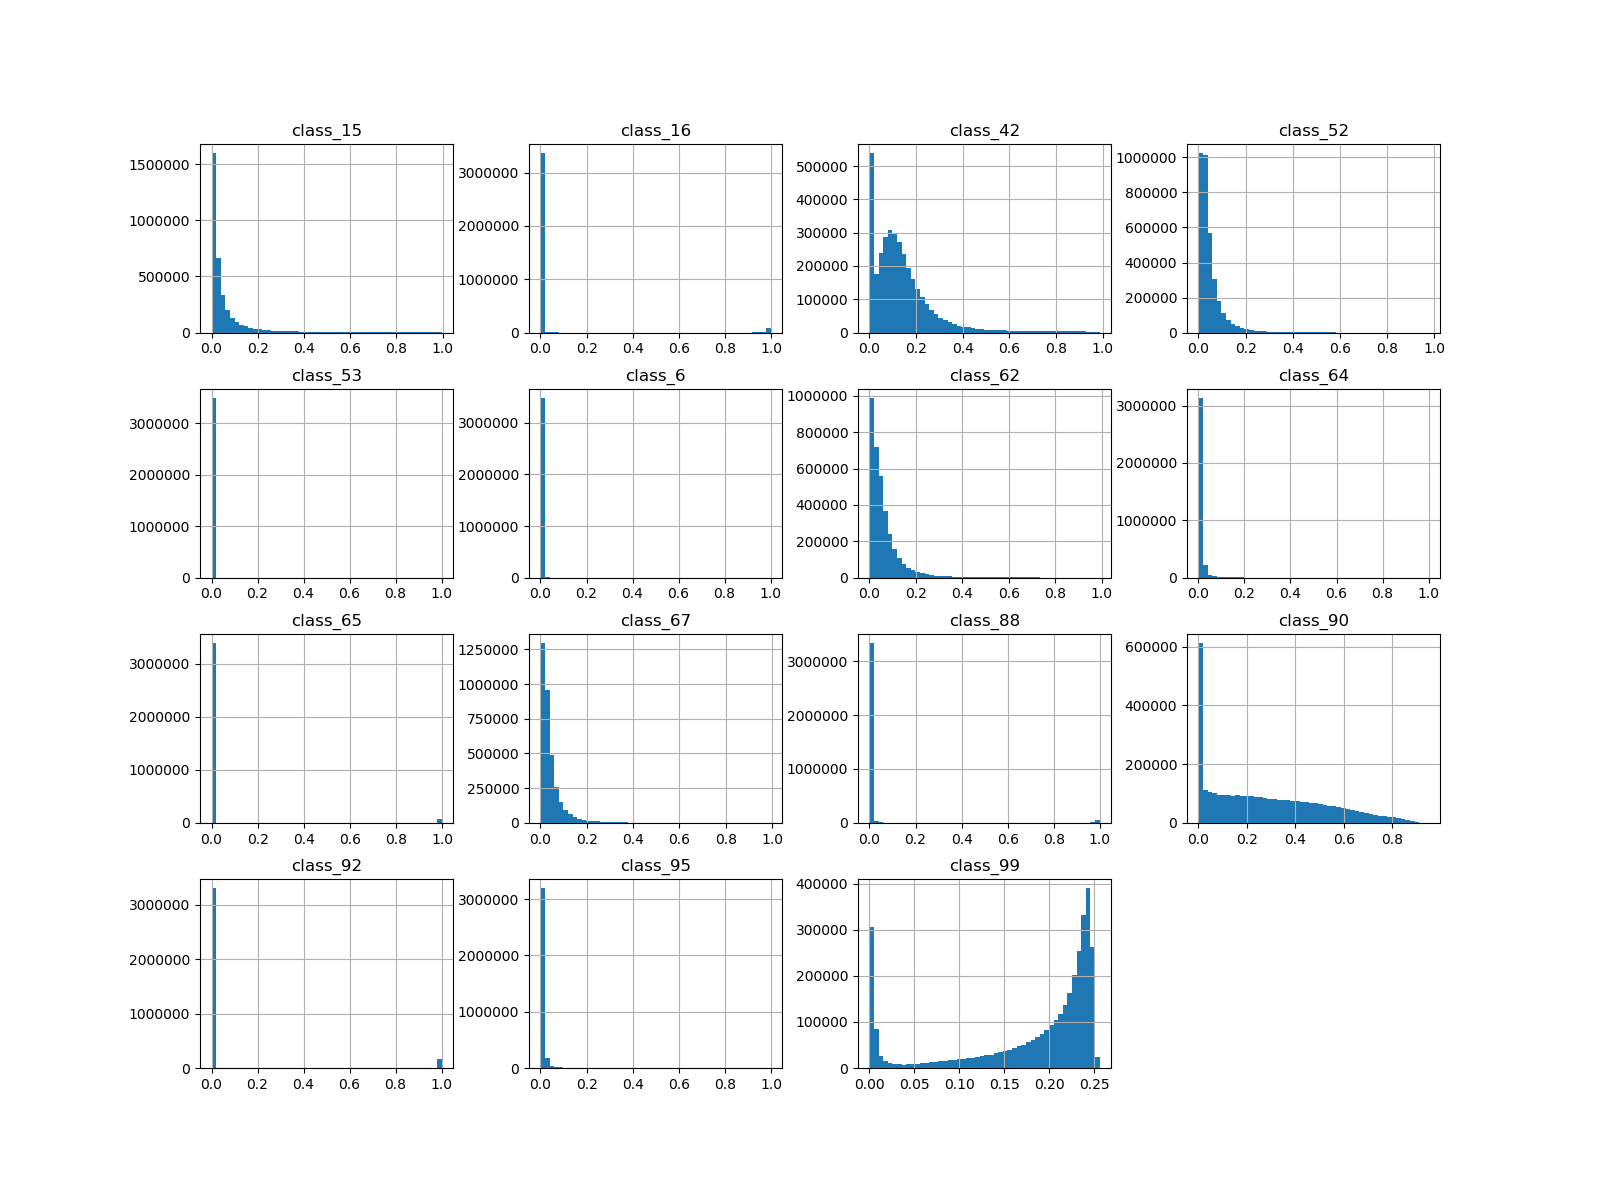 class_15 class_16 class_42 class_52
1500000 3000000 500000 1000000
400000 800000
1000000 2000000 300000 600000
200000 400000
500000 1000000 100000 200000
0 0 0 0
0.0 0.2 0.4 0.6 0.8 1.0 0.0 0.2 0.4 0.6 0.8 1.0 0.0 0.2 0.4 0.6 0.8 1.0 0.0 0.2 0.4 0.6 0.8 1.0
class_53 class_6 class_62 class_64
3000000 3000000 1000000 3000000
800000
2000000 2000000 600000 2000000
400000
1000000 1000000 200000 1000000
0 0 0 0
0.0 0.2 0.4 0.6 0.8 1.0 0.0 0.2 0.4 0.6 0.8 1.0 0.0 0.2 0.4 0.6 0.8 1.0 0.0 0.2 0.4 0.6 0.8 1.0
class_65 class_67 class_88 class_90
3000000 1250000 3000000 600000
1000000
2000000 750000 2000000 400000
500000
1000000 250000 1000000 200000
0 0 0 0
0.0 0.2 0.4 0.6 0.8 1.0 0.0 0.2 0.4 0.6 0.8 1.0 0.0 0.2 0.4 0.6 0.8 1.0 0.0 0.2 0.4 0.6 0.8
class_92 class_95 class_99
3000000 3000000 400000
300000
2000000 2000000 200000
1000000 1000000 100000
0 0 0
0.0 0.2 0.4 0.6 0.8 1.0 0.0 0.2 0.4 0.6 0.8 1.0 0.00 0.05 0.10 0.15 0.20 0.25